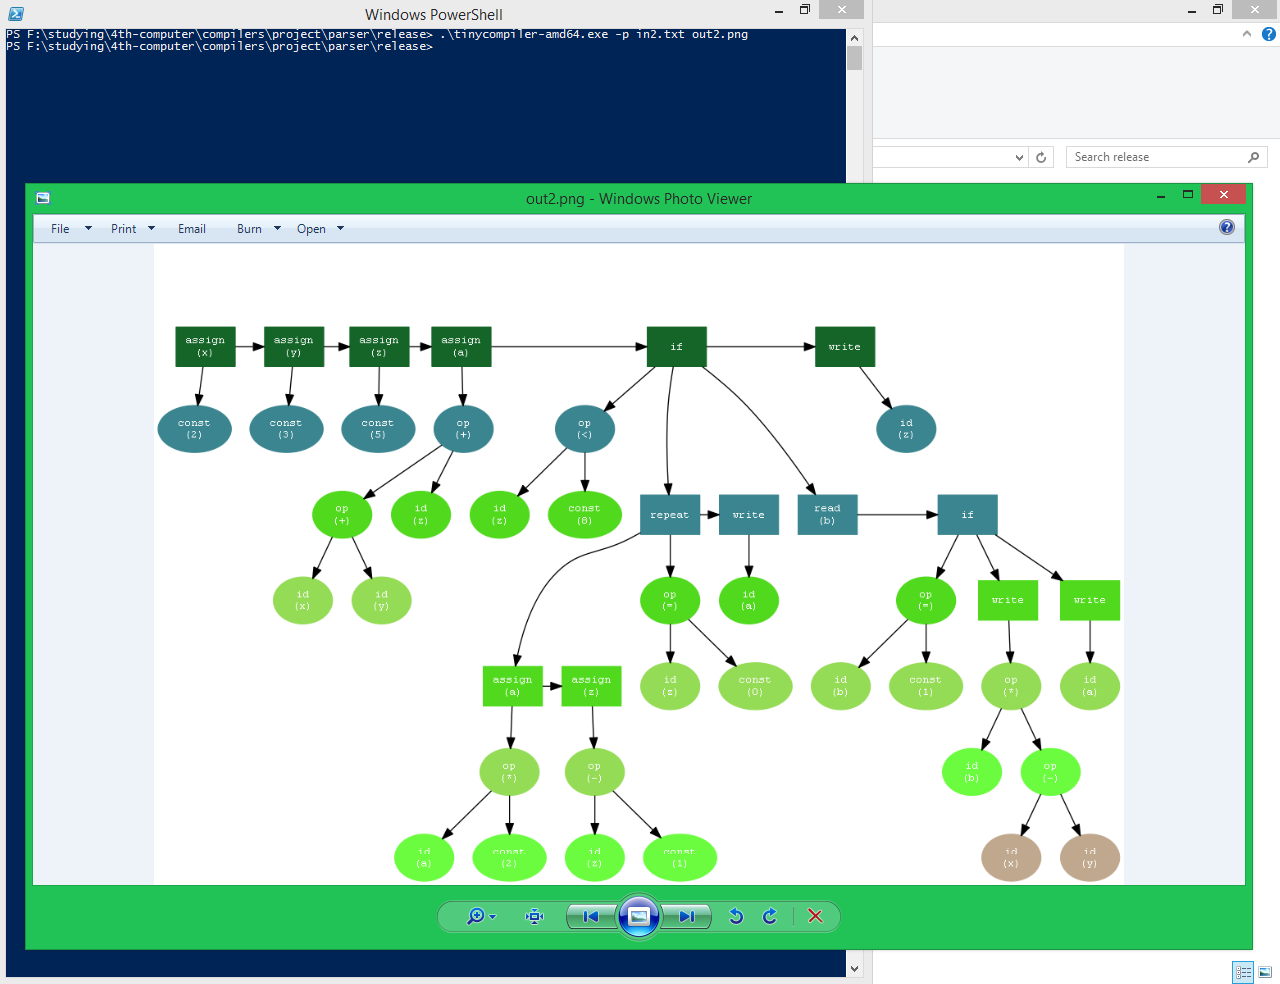 Windows PowerShell
PS F:\studying\4th-computer\compilers\project\parser\release> .\tinycompiler-amd64.exe -p in2.txt out2.png
PS F:\studying\4th-computer\compilers\project\parser\release>
Search release
out2.png - Windows Photo Viewer
File Print Email Burn Open
assign
(x)
assign
(y)
assign
(z)
assign
(a)
if
write
const
(2)
const
(3)
const
(5)
op
(+)
op
(<)
id
(z)
op
(+)
id
(z)
id
(z)
const
(8)
repeat
write
read
(b)
if
id
(x)
id
(y)
op
(=)
id
(a)
op
(=)
write
write
assign
(a)
assign
(z)
id
(z)
const
(0)
id
(b)
const
(1)
op
(*)
id
(a)
op
(*)
op
(-)
id
(b)
op
(-)
id
(a)
const
(2)
id
(z)
const
(1)
id
(x)
id
(y)